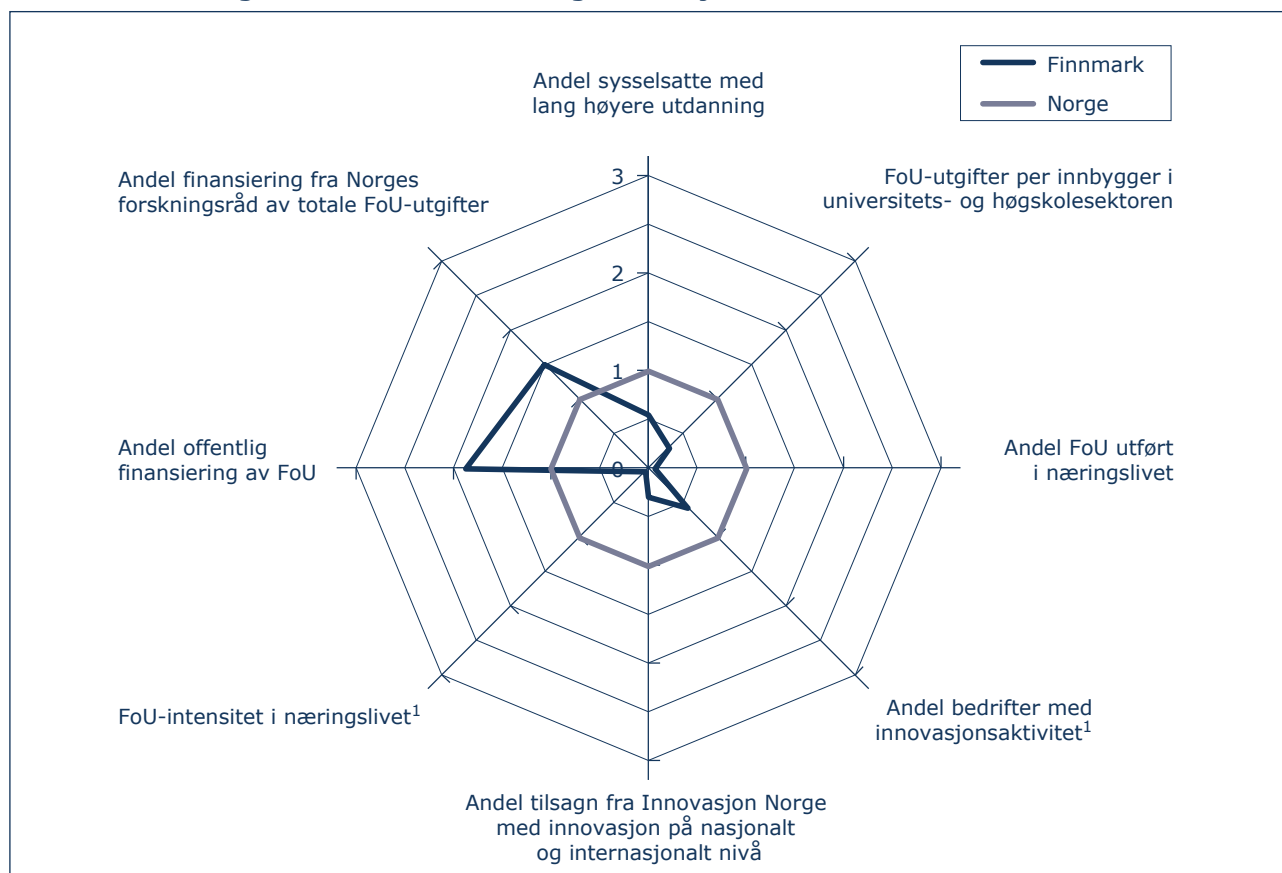 Finnmark
Norge
Andel sysselsatte med
lang høyere utdanning
FoU-utgifter per innbygger i
universitets- og høgskolesektoren
Andel FoU utført
i næringslivet
Andel bedrifter med
innovasjonsaktivitet¹
Andel tilsagn fra Innovasjon Norge
med innovasjon på nasjonalt
og internasjonalt nivå
FoU-intensitet i næringslivet¹
Andel offentlig
finansiering av FoU
Andel finansiering fra Norges
forskningsråd av totale FoU-utgifter
3
2
1
0